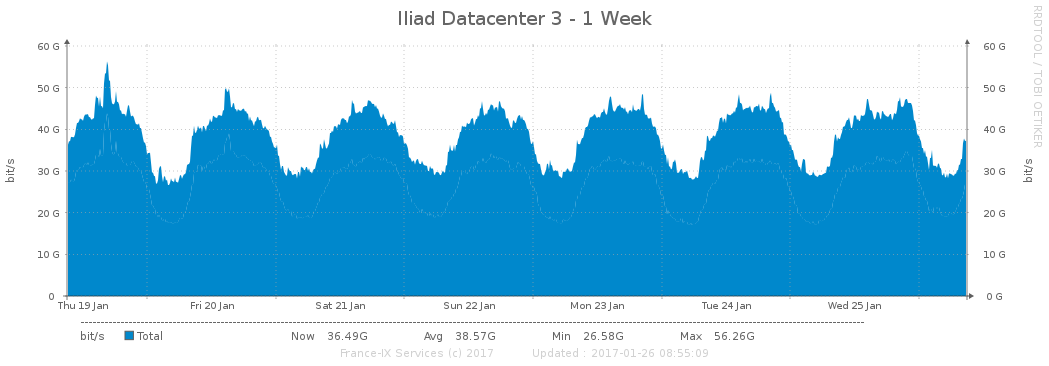 Iliad Datacenter 3 - 1 Week
RRDTOOL / TOBI OETIKER
60 G 60 G
50 G 50 G
40 G 40 G
30 G 30 G
20 G 20 G
10 G 10 G
0 0 G
bit/s bit/s
Thu 19 Jan Fri 20 Jan Sat 21 Jan Sun 22 Jan Mon 23 Jan Tue 24 Jan Wed 25 Jan
bit/s Total Now 36.49G Avg 38.57G Min 26.58G Max 56.26G
France-IX Services (c) 2017 Updated : 2017-01-26 08:55:09